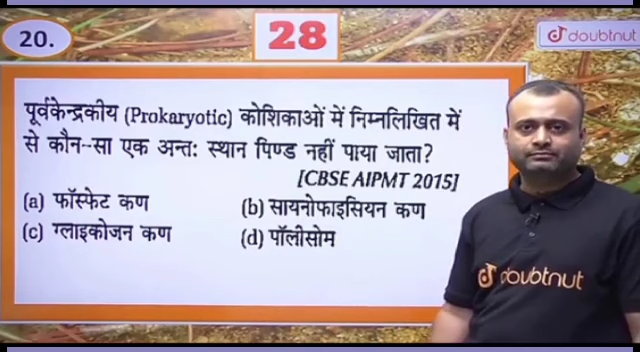 20.
28
doubtnut
पूर्वकेन्द्रकीय (Prokaryotic) कोशिकाओं में निम्नलिखित में
से कौन-सा एक अन्तः स्थान पिण्ड नहीं पाया जाता?
[CBSE AIPMT 2015]
(a) फॉस्फेट कण (b) सायनोफाइसियन कण
(c) ग्लाइकोजन कण (d) पॉलीसोम
doubtnut